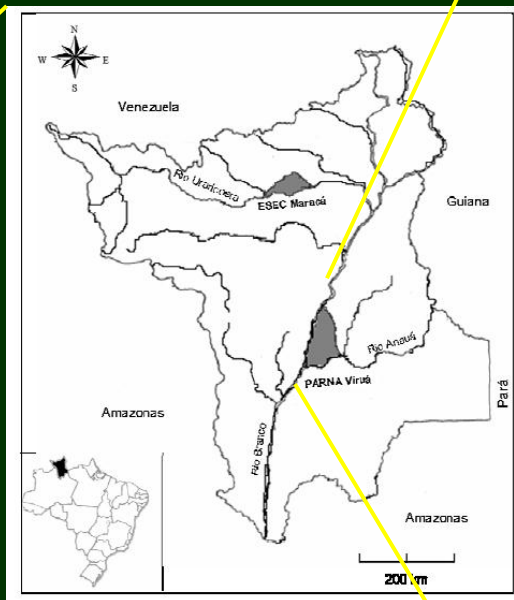 N
W E
S
Venezuela
Rio Uraricoera
ESEC Maracá
Guiana
Rio Anauá
PARNA Viruá
Pará
Amazonas
Rio Branco
Amazonas
200 km